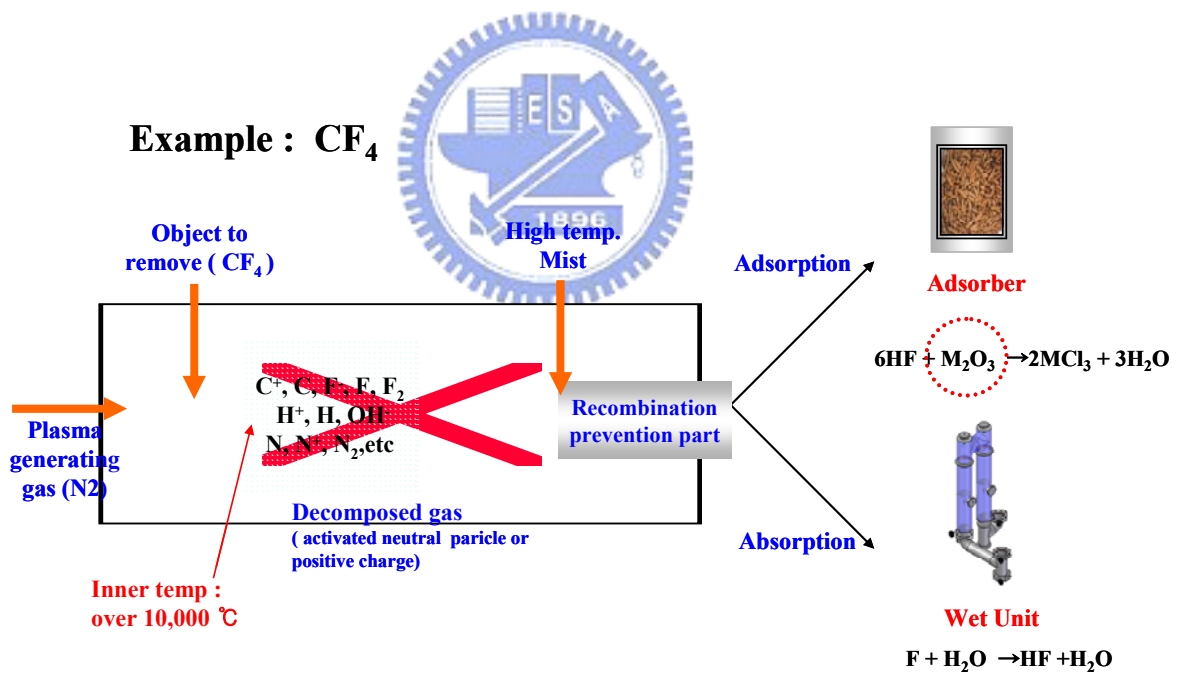 E S A
1896
Example : CF₄
Object to
remove ( CF₄ )
High temp.
Mist
Adsorption
Adsorber
6HF + M₂O₃ →2MCl₃ + 3H₂O
Plasma
generating
gas (N2)
C⁺, C, F⁺, F, F₂
H⁺, H, OH
N, N⁺, N₂,etc
Recombination
prevention part
Decomposed gas
( activated neutral paricle or
positive charge)
Inner temp :
over 10,000 ℃
Absorption
Wet Unit
F + H₂O →HF +H₂O